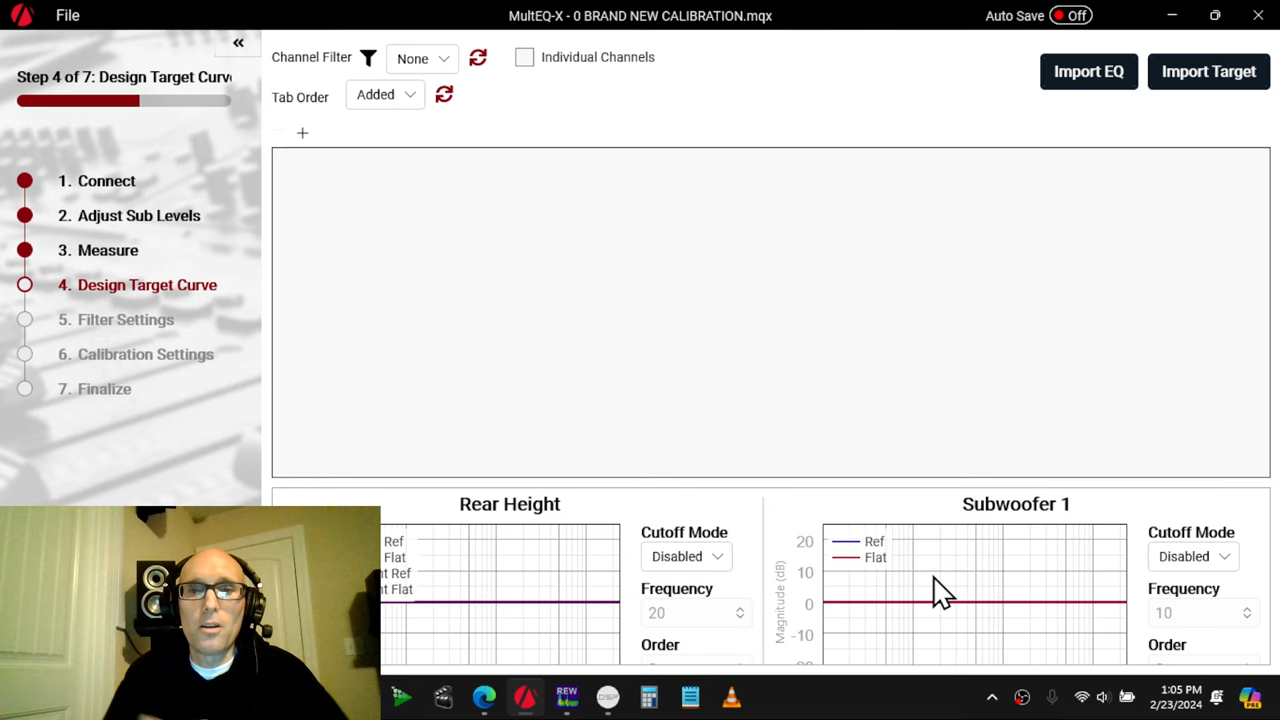 File
MultEQ-X - 0 BRAND NEW CALIBRATION.mqx
Auto Save
Off
Step 4 of 7: Design Target Curv
1. Connect
2. Adjust Sub Levels
3. Measure
4. Design Target Curve
5. Filter Settings
6. Calibration Settings
7. Finalize
Channel Filter
None
Individual Channels
Import EQ
Import Target
Tab Order
Added
Rear Height
Ref
Flat
t Ref
t Flat
Cutoff Mode
Disabled
Frequency
20
Order
Subwoofer 1
Magnitude (dB)
20
10
0
-10
Ref
Flat
Cutoff Mode
Disabled
Frequency
10
Order
REW
DSP
1:05 PM
2/23/2024
PRE